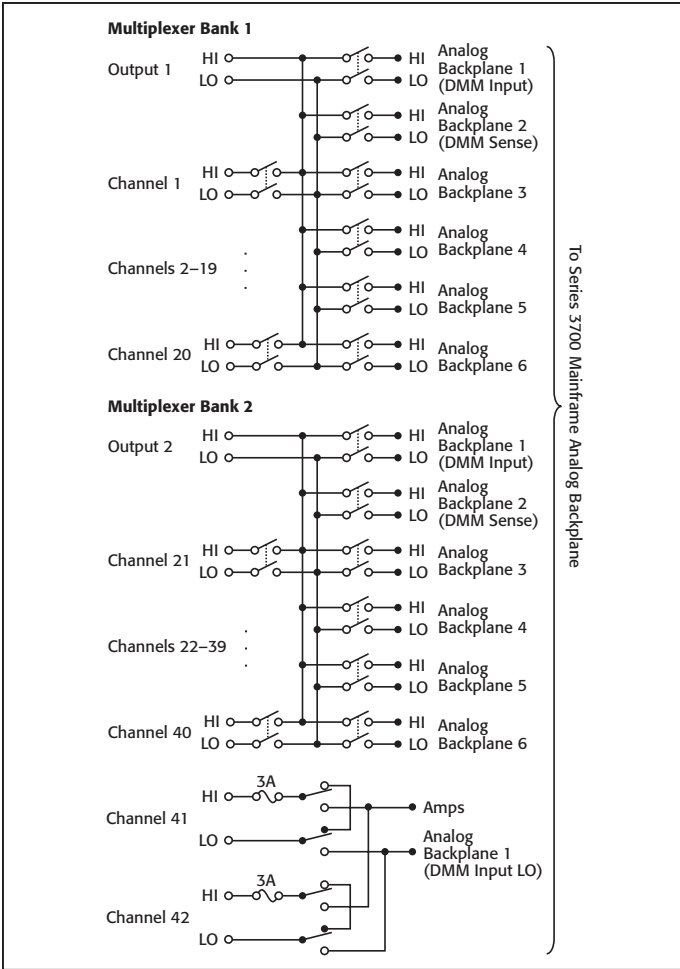 Multiplexer Bank 1
Output 1
HI
LO
HI
LO
Analog
Backplane 1
(DMM Input)
HI
LO
Analog
Backplane 2
(DMM Sense)
Channel 1
HI
LO
HI
LO
Analog
Backplane 3
Channels 2–19
HI
LO
Analog
Backplane 4
HI
LO
Analog
Backplane 5
Channel 20
HI
LO
HI
LO
Analog
Backplane 6
Multiplexer Bank 2
Output 2
HI
LO
HI
LO
Analog
Backplane 1
(DMM Input)
HI
LO
Analog
Backplane 2
(DMM Sense)
Channel 21
HI
LO
HI
LO
Analog
Backplane 3
Channels 22–39
HI
LO
Analog
Backplane 4
HI
LO
Analog
Backplane 5
Channel 40
HI
LO
HI
LO
Analog
Backplane 6
Channel 41
HI
3A
LO
Amps
Analog
Backplane 1
(DMM Input LO)
Channel 42
HI
3A
LO
To Series 3700 Mainframe Analog Backplane